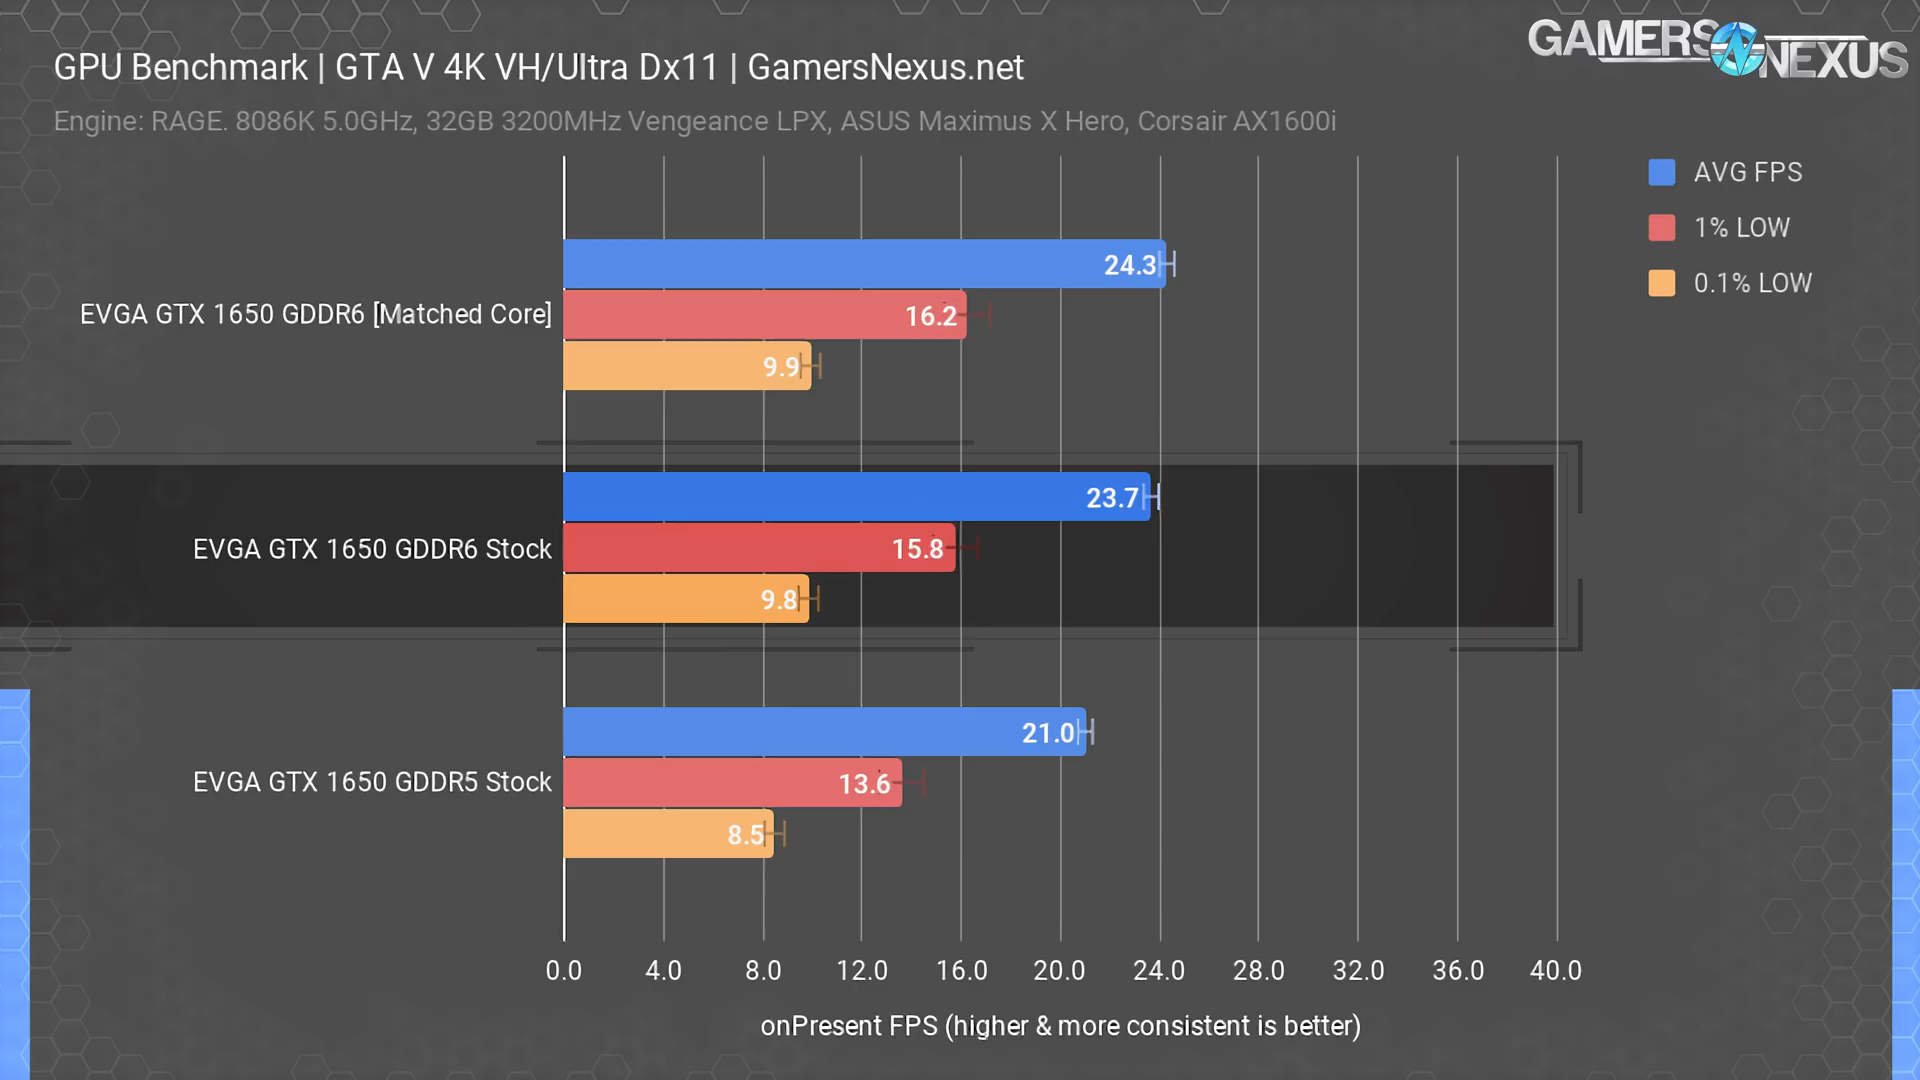 GPU Benchmark | GTA V 4K VH/Ultra Dx11 | GamersNexus.net
GAMERS NEXUS
Engine: RAGE. 8086K 5.0GHz, 32GB 3200MHz Vengeance LPX, ASUS Maximus X Hero, Corsair AX1600i
AVG FPS
1% LOW
0.1% LOW
EVGA GTX 1650 GDDR6 [Matched Core]
24.3
16.2
9.9
EVGA GTX 1650 GDDR6 Stock
23.7
15.8
9.8
EVGA GTX 1650 GDDR5 Stock
21.0
13.6
8.5
0.0 4.0 8.0 12.0 16.0 20.0 24.0 28.0 32.0 36.0 40.0
onPresent FPS (higher & more consistent is better)